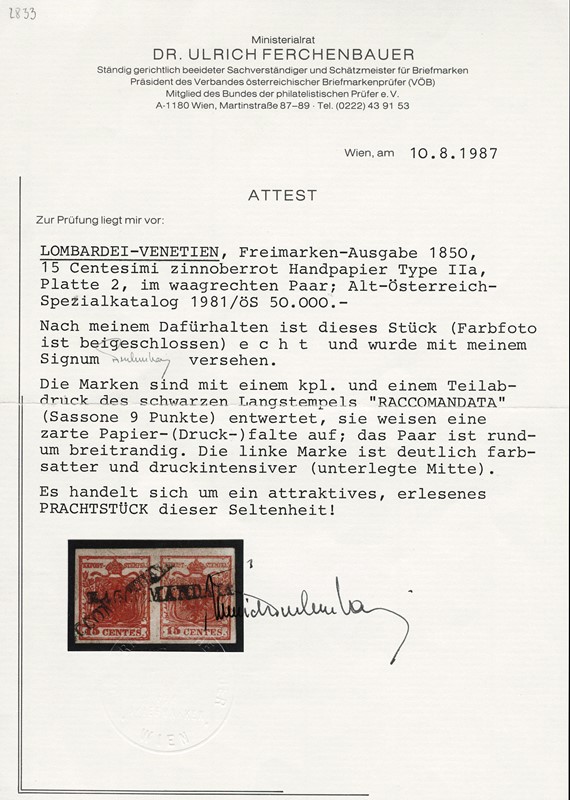 2833
Ministerialrat
DR. ULRICH FERCHENBAUER
Ständig gerichtlich beeideter Sachverständiger und Schätzmeister für Briefmarken
Präsident des Verbandes österreichischer Briefmarkenprüfer (VÖB)
Mitglied des Bundes der philatelistischen Prüfer e. V.
A-1180 Wien, Martinstraße 87–89 · Tel. (0222) 43 91 53
Wien, am 10.8.1987
ATTEST
Zur Prüfung liegt mir vor:
LOMBARDEI-VENETIEN, Freimarken-Ausgabe 1850,
15 Centesimi zinnoberrot Handpapier Type IIa,
Platte 2, im waagrechten Paar; Alt-Österreich-
Spezialkatalog 1981/öS 50.000.-
Nach meinem Dafürhalten ist dieses Stück (Farbfoto
ist beigeschlossen) e c h t und wurde mit meinem
Signum versehen.
Die Marken sind mit einem kpl. und einem Teilab-
druck des schwarzen Langstempels "RACCOMANDATA"
(Sassone 9 Punkte) entwertet, sie weisen eine
zarte Papier-(Druck-)falte auf; das Paar ist rund-
um breitrandig. Die linke Marke ist deutlich farb-
satter und druckintensiver (unterlegte Mitte).
Es handelt sich um ein attraktives, erlesenes
PRACHTSTÜCK dieser Seltenheit!
15 CENTES. 15 CENTES.
WIEN